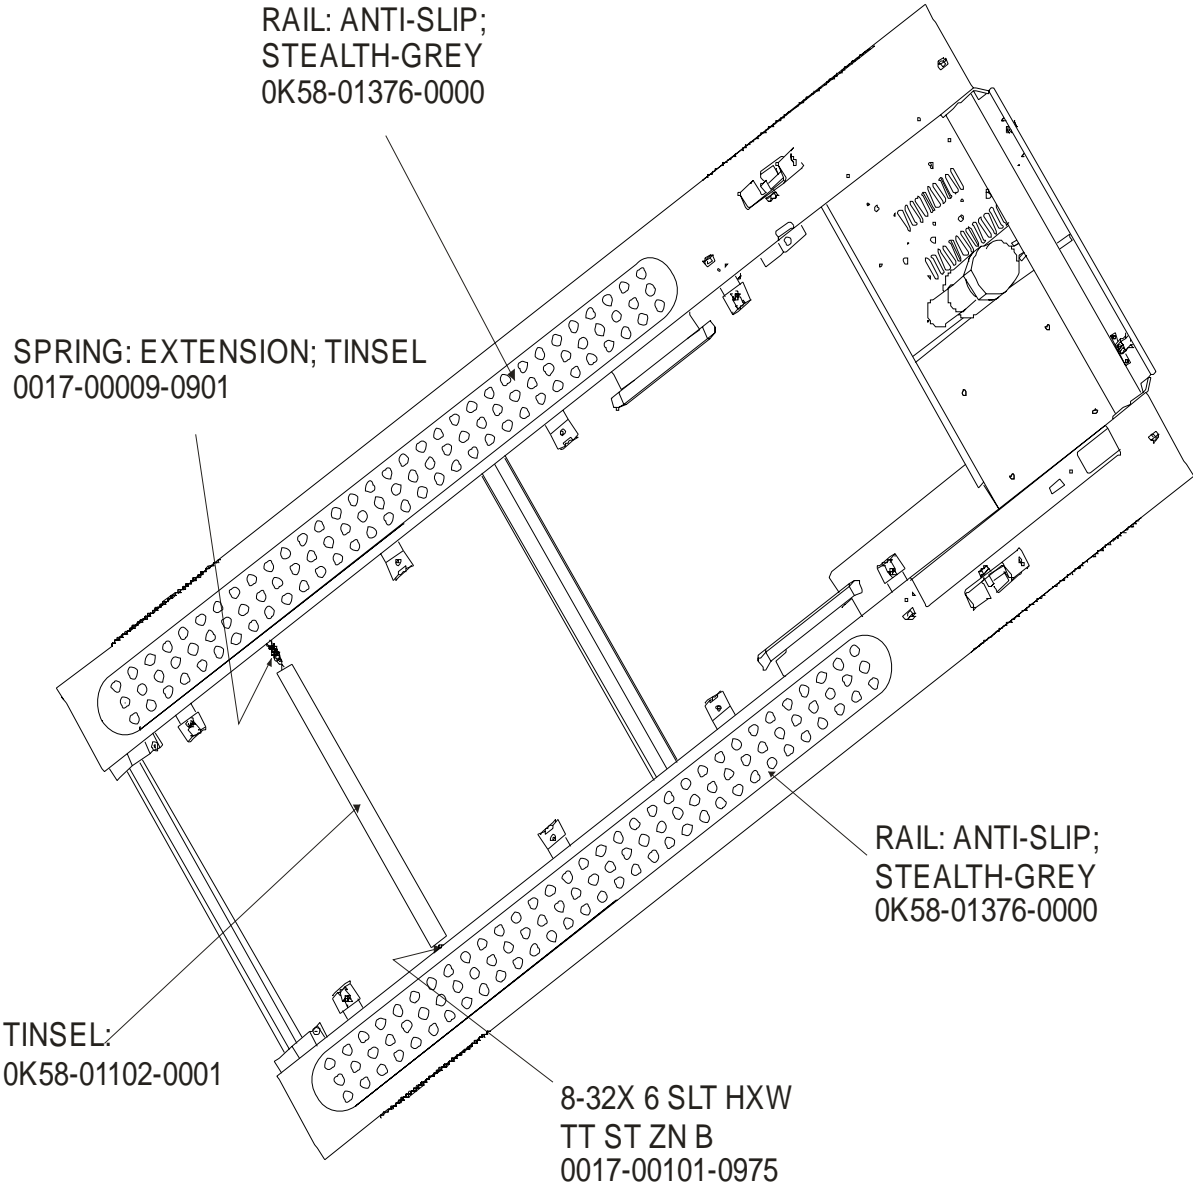 RAIL: ANTI-SLIP;
STEALTH-GREY
0K58-01376-0000
SPRING: EXTENSION; TINSEL
0017-00009-0901
RAIL: ANTI-SLIP;
STEALTH-GREY
0K58-01376-0000
TINSEL:
0K58-01102-0001
8-32X 6 SLT HXW
TT ST ZN B
0017-00101-0975